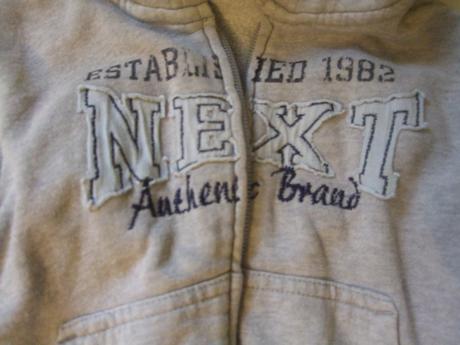 ESTABLISHED 1982
NEXT
Authentic Brand